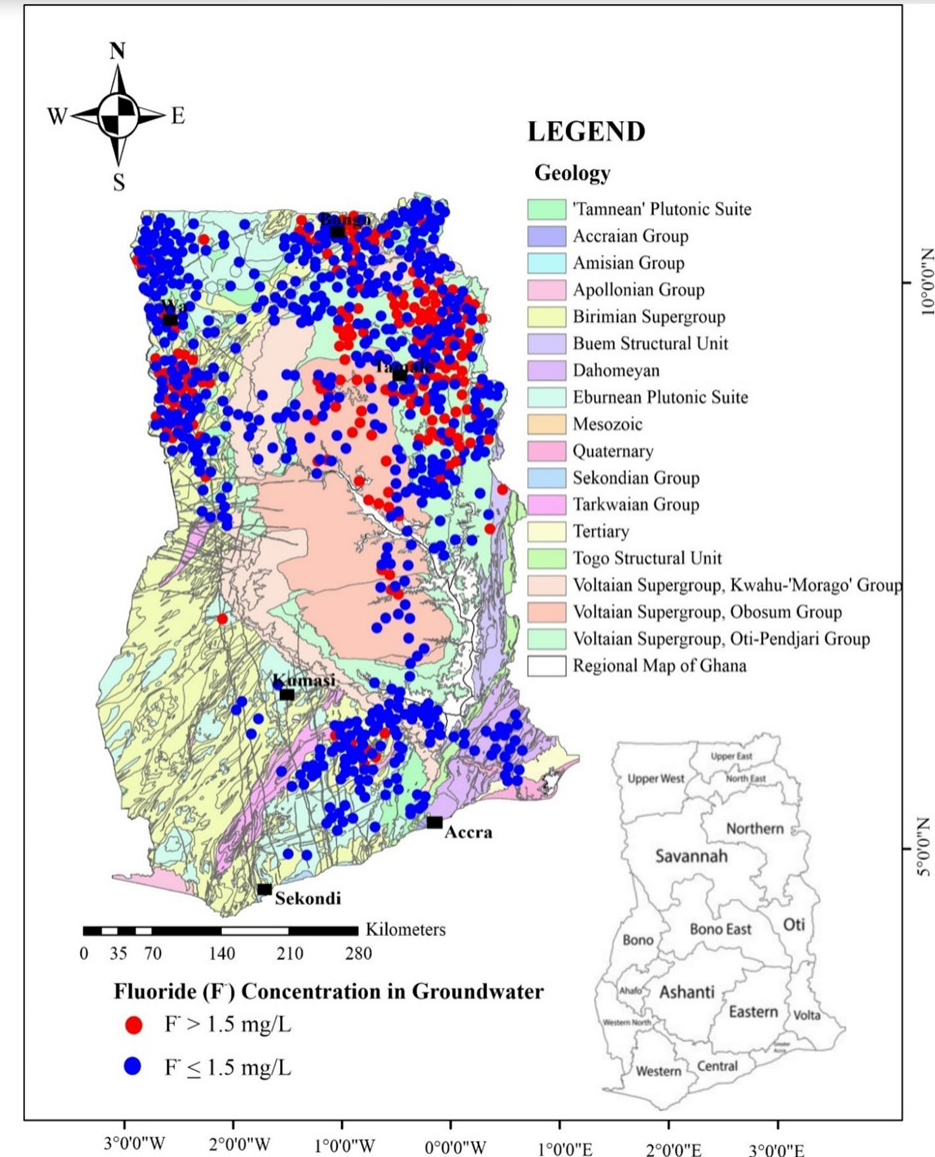 N
W E
S
LEGEND
Geology
'Tamnean' Plutonic Suite
Accraian Group
Amisian Group
Apollonian Group
Birimian Supergroup
Buem Structural Unit
Dahomeyan
Eburnean Plutonic Suite
Mesozoic
Quaternary
Sekondian Group
Tarkwaian Group
Tertiary
Togo Structural Unit
Voltaian Supergroup, Kwahu-'Morago' Group
Voltaian Supergroup, Obosum Group
Voltaian Supergroup, Oti-Pendjari Group
Regional Map of Ghana
Wa
Kumasi
Accra
Sekondi
Kilometers
0 35 70 140 210 280
Fluoride (F⁻) Concentration in Groundwater
F⁻ > 1.5 mg/L
F⁻ ≤ 1.5 mg/L
Upper East
Upper West
North East
Northern
Savannah
Oti
Bono East
Bono
Ahafo
Ashanti
Eastern
Volta
Western North
Western
Central
10°0'0"N
5°0'0"N
3°0'0"W 2°0'0"W 1°0'0"W 0°0'0"W 1°0'0"E 2°0'0"E 3°0'0"E